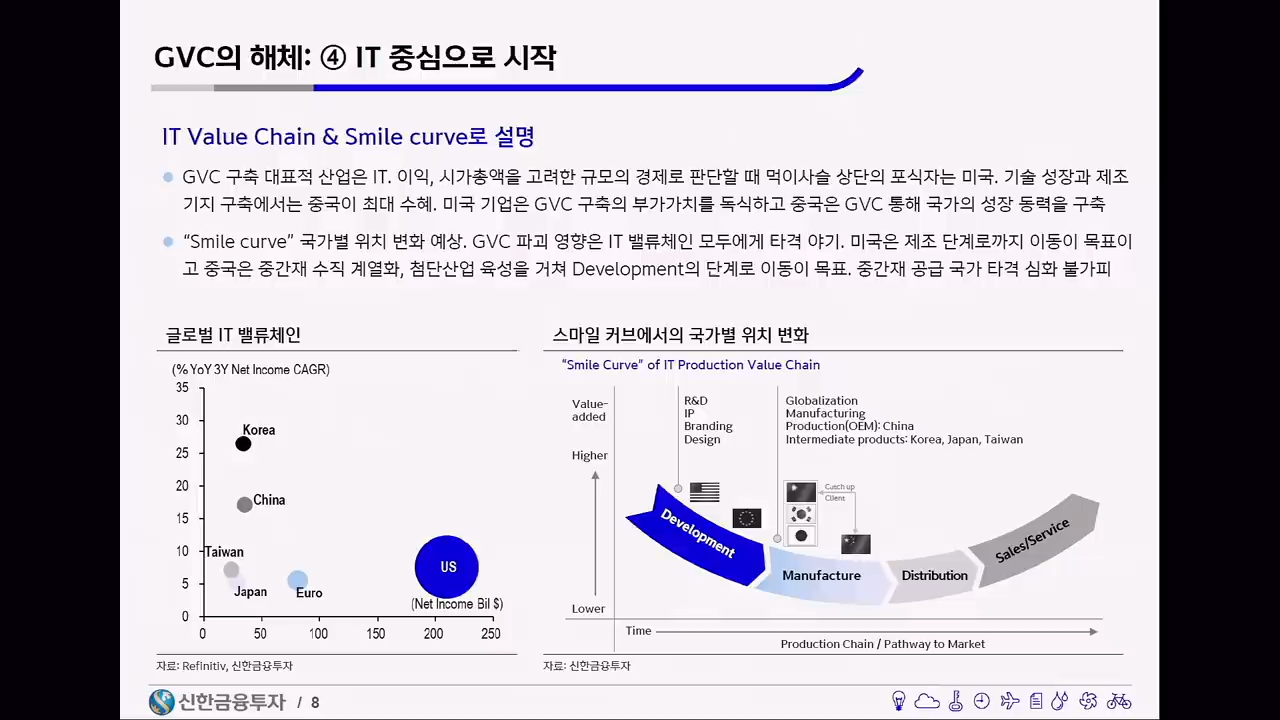 GVC의 해체: ④ IT 중심으로 시작
IT Value Chain & Smile curve로 설명
GVC 구축 대표적 산업은 IT. 이익, 시가총액을 고려한 규모의 경제로 판단할 때 먹이사슬 상단의 포식자는 미국. 기술 성장과 제조
기지 구축에서는 중국이 최대 수혜. 미국 기업은 GVC 구축의 부가가치를 독식하고 중국은 GVC 통해 국가의 성장 동력을 구축
“Smile curve” 국가별 위치 변화 예상. GVC 파괴 영향은 IT 밸류체인 모두에게 타격 야기. 미국은 제조 단계로까지 이동이 목표이
고 중국은 중간재 수직 계열화, 첨단산업 육성을 거쳐 Development의 단계로 이동이 목표. 중간재 공급 국가 타격 심화 불가피
글로벌 IT 밸류체인
(% YoY 3Y Net Income CAGR)
35
30
25
20
15
10
5
0
Korea
China
Taiwan
Japan
Euro
US
(Net Income Bil $)
0 50 100 150 200 250
자료: Refinitiv, 신한금융투자
스마일 커브에서의 국가별 위치 변화
“Smile Curve” of IT Production Value Chain
Value-
added
Higher
Lower
R&D
IP
Branding
Design
Globalization
Manufacturing
Production(OEM): China
Intermediate products: Korea, Japan, Taiwan
Catch up
Client
Development
Manufacture
Distribution
Sales/Service
Time
Production Chain / Pathway to Market
자료: 신한금융투자
신한금융투자 / 8